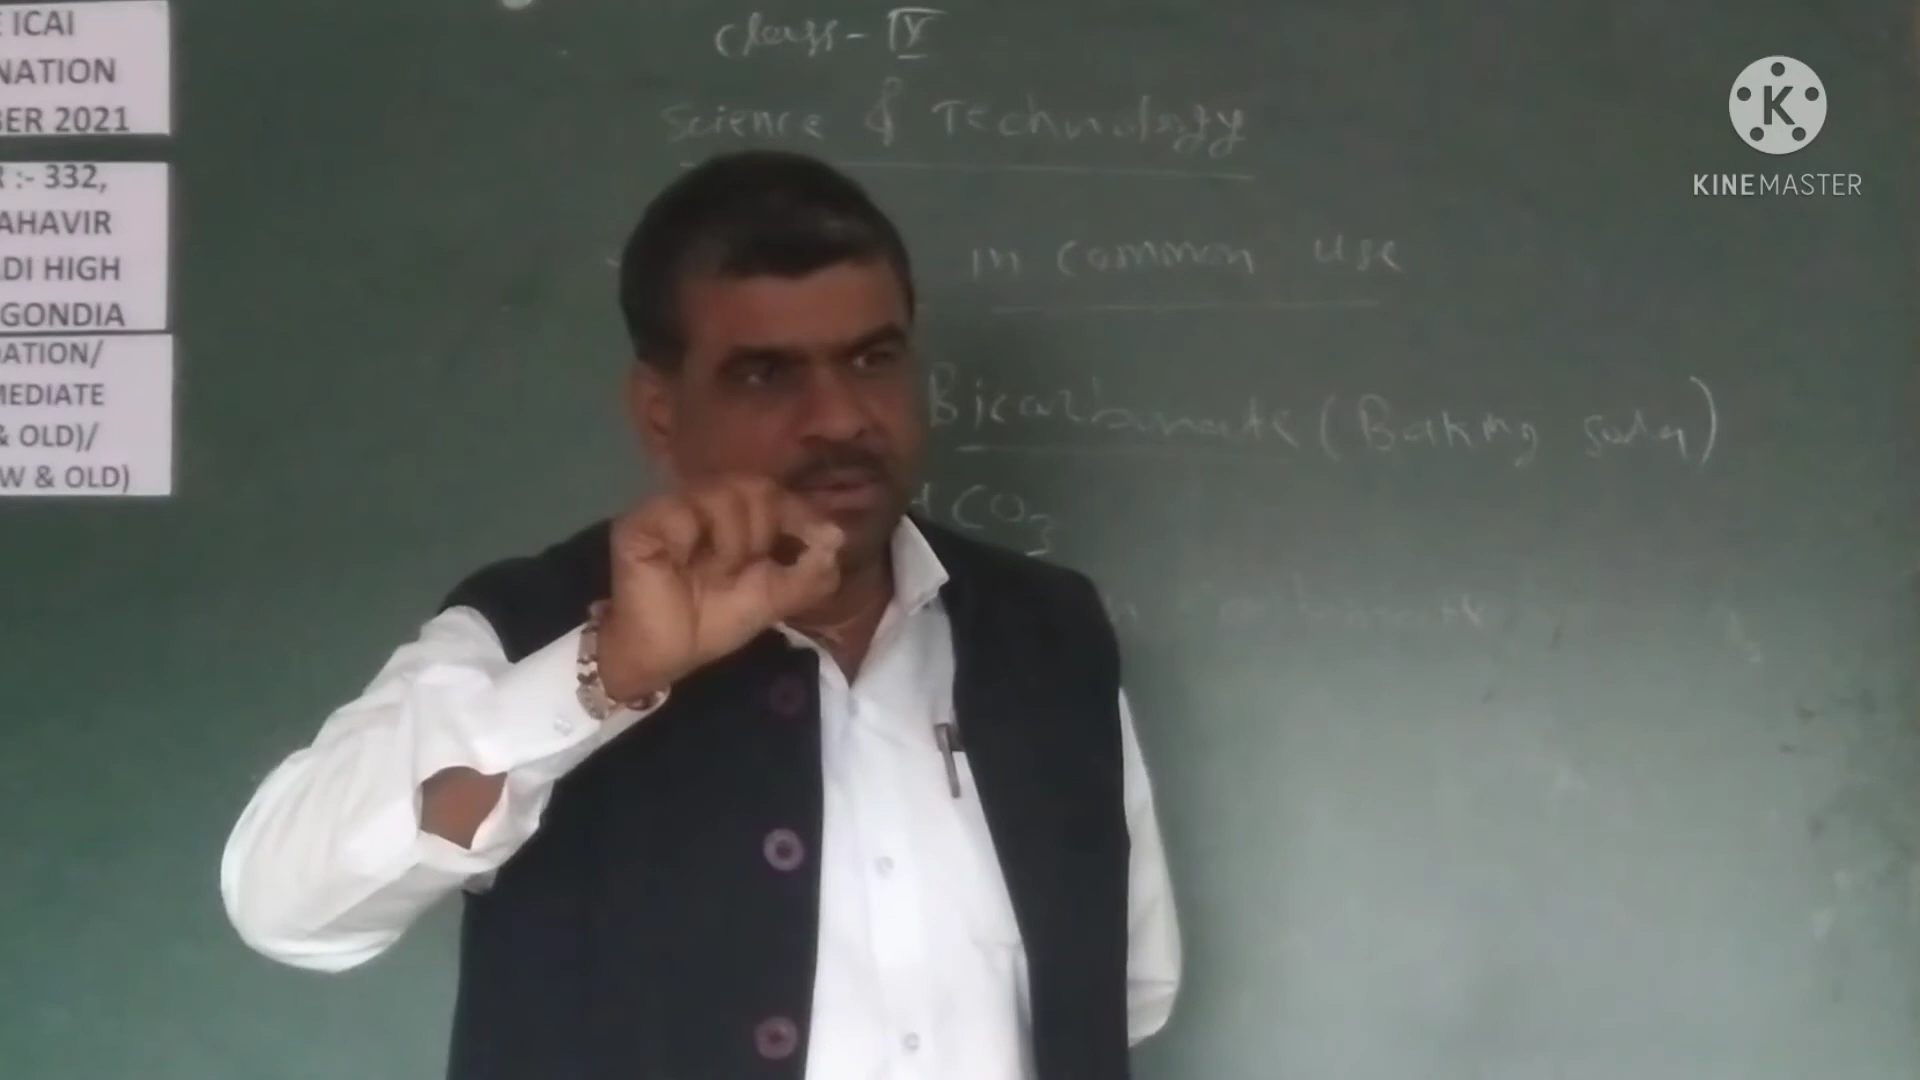 E ICAI
NATION
BER 2021
R :- 332,
AHAVIR
DI HIGH
GONDIA
DATION/
MEDIATE
& OLD)/
W & OLD)
Class - IX
Science & Technology
in common use
Bicarbonate (Baking soda)
CO3
KINEMASTER